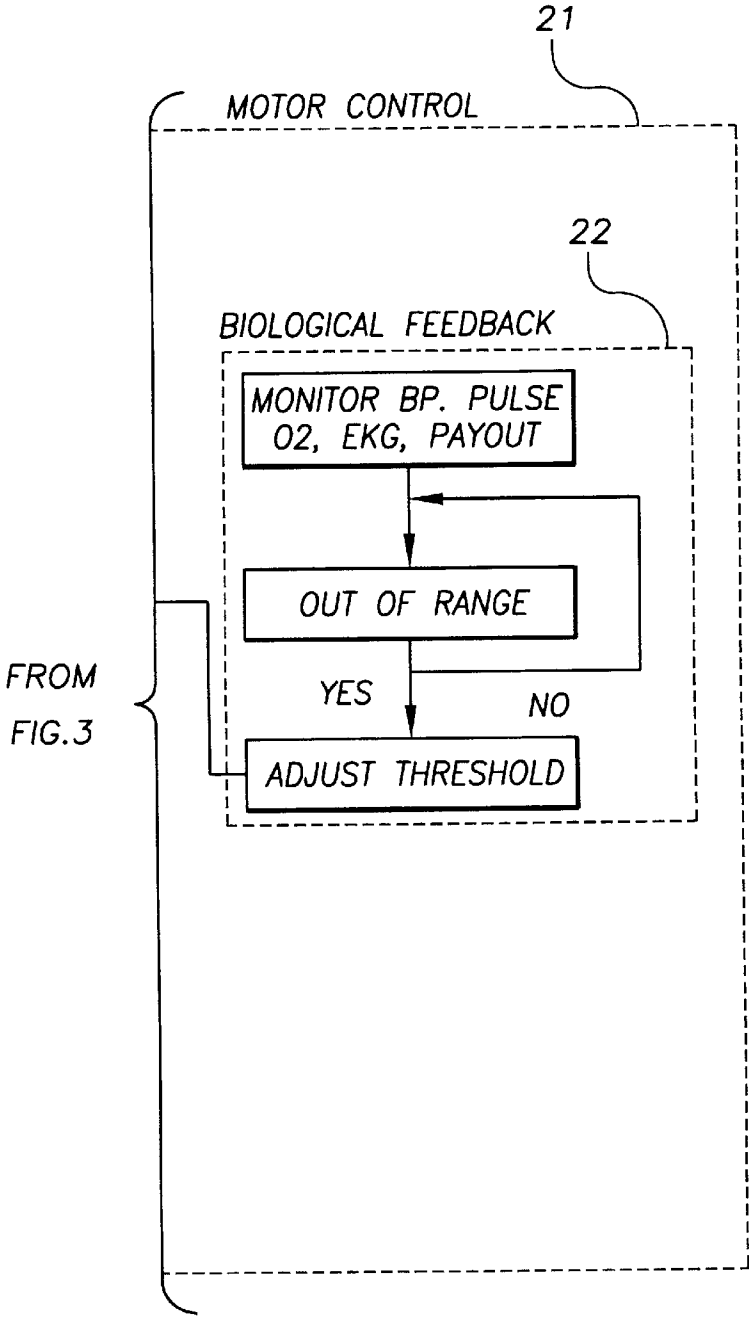 21
MOTOR CONTROL
22
BIOLOGICAL FEEDBACK
MONITOR BP. PULSE
O2, EKG, PAYOUT
OUT OF RANGE
FROM
FIG.3
YES
NO
ADJUST THRESHOLD